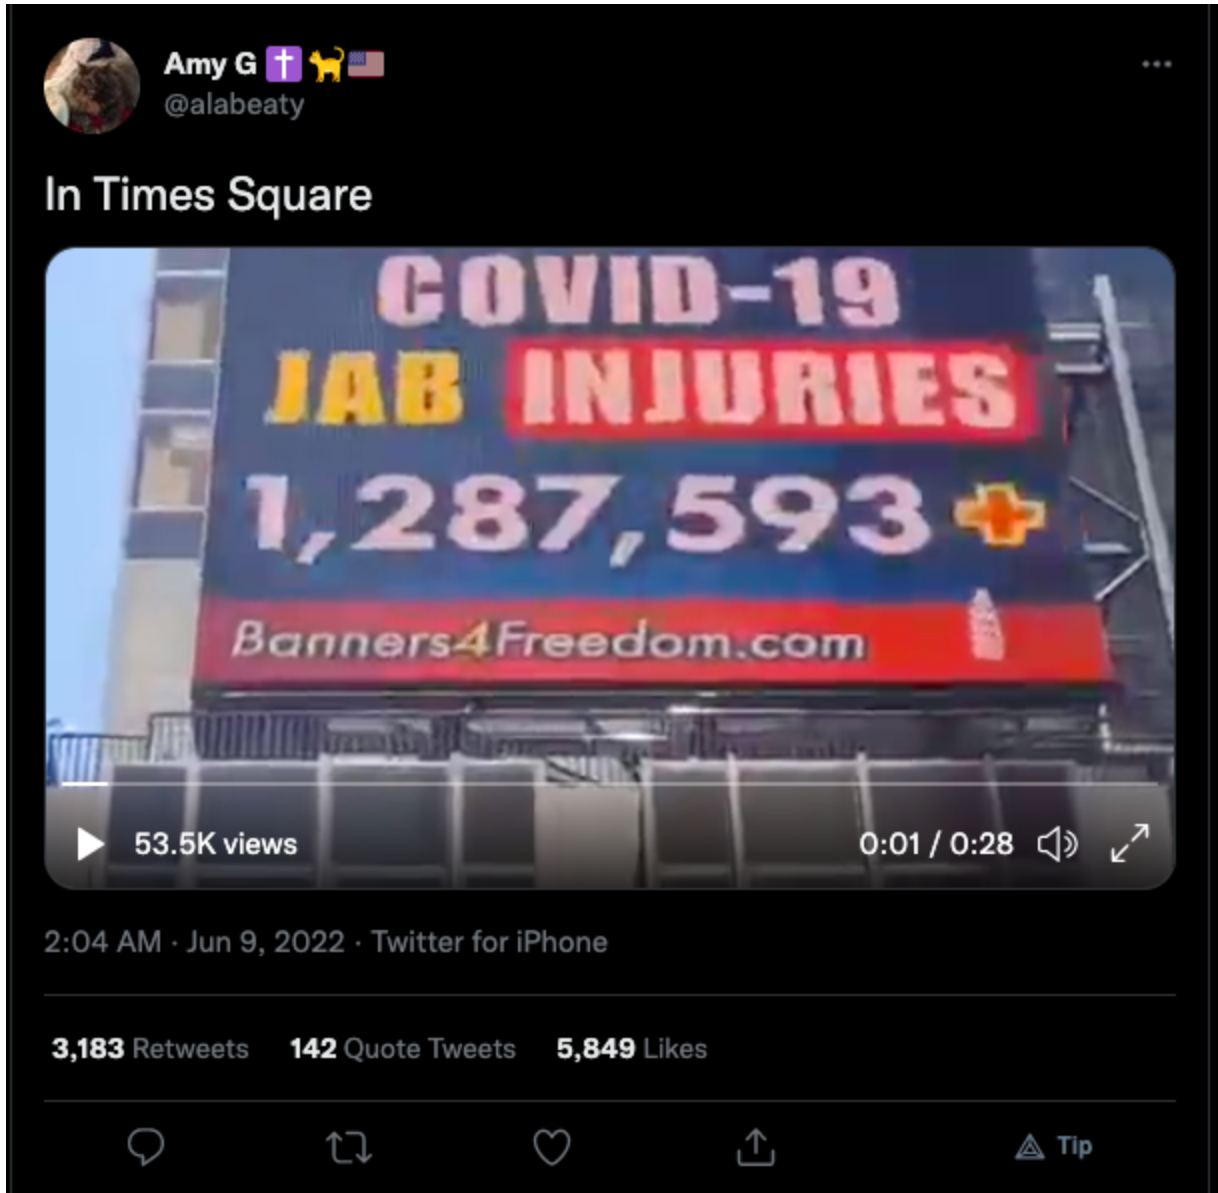 Amy G ✝️🐈🇺🇸
@alabeaty
In Times Square
COVID-19
JAB INJURIES
1,287,593+
Banners4Freedom.com
53.5K views
0:01 / 0:28
2:04 AM · Jun 9, 2022 · Twitter for iPhone
3,183 Retweets 142 Quote Tweets 5,849 Likes
Tip